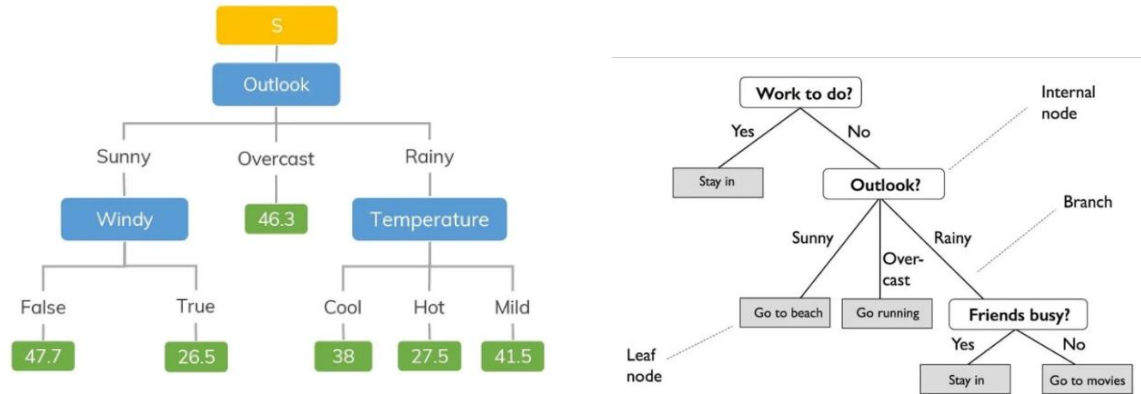 S
Outlook
Sunny Overcast Rainy
Windy 46.3 Temperature
False True Cool Hot Mild
47.7 26.5 38 27.5 41.5
Work to do?
Internal
node
Yes No
Stay in
Outlook?
Branch
Sunny Rainy
Over-
cast
Go to beach Go running
Friends busy?
Leaf
node
Yes No
Stay in Go to movies